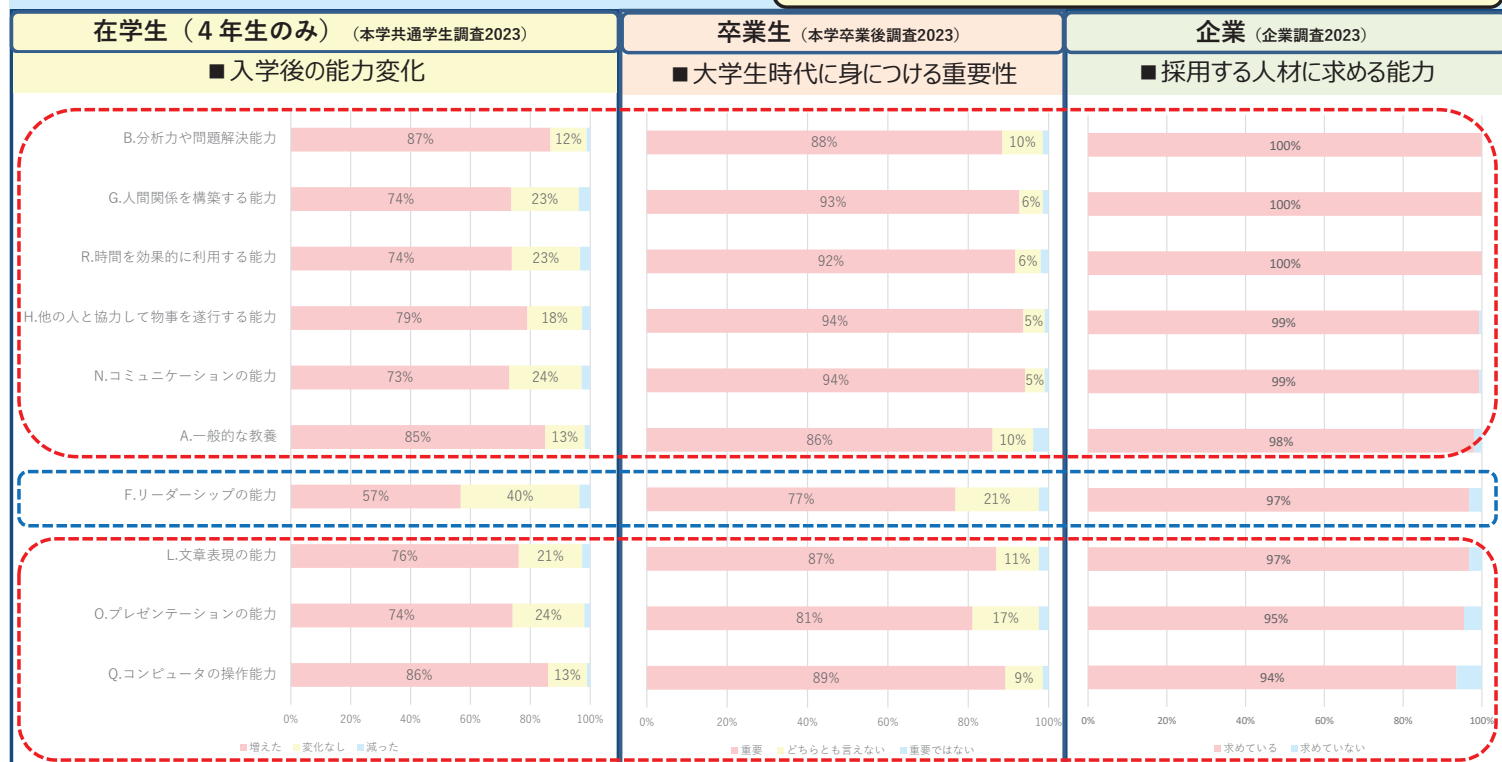 在学生（４年生のみ）（本学共通学生調査2023）
■入学後の能力変化
卒業生（本学卒業後調査2023）
■大学生時代に身につける重要性
企業（企業調査2023）
■採用する人材に求める能力
B.分析力や問題解決能力 87% 12% 88% 10% 100%
G.人間関係を構築する能力 74% 23% 93% 6% 100%
R.時間を効果的に利用する能力 74% 23% 92% 6% 100%
H.他の人と協力して物事を遂行する能力 79% 18% 94% 5% 99%
N.コミュニケーションの能力 73% 24% 94% 5% 99%
A.一般的な教養 85% 13% 86% 10% 98%
F.リーダーシップの能力 57% 40% 77% 21% 97%
L.文章表現の能力 76% 21% 87% 11% 97%
O.プレゼンテーションの能力 74% 24% 81% 17% 95%
Q.コンピュータの操作能力 86% 13% 89% 9% 94%
0% 20% 40% 60% 80% 100% 0% 20% 40% 60% 80% 100% 0% 20% 40% 60% 80% 100%
■増えた ■変化なし ■減った
■重要 ■どちらとも言えない ■重要ではない
■求めている ■求めていない